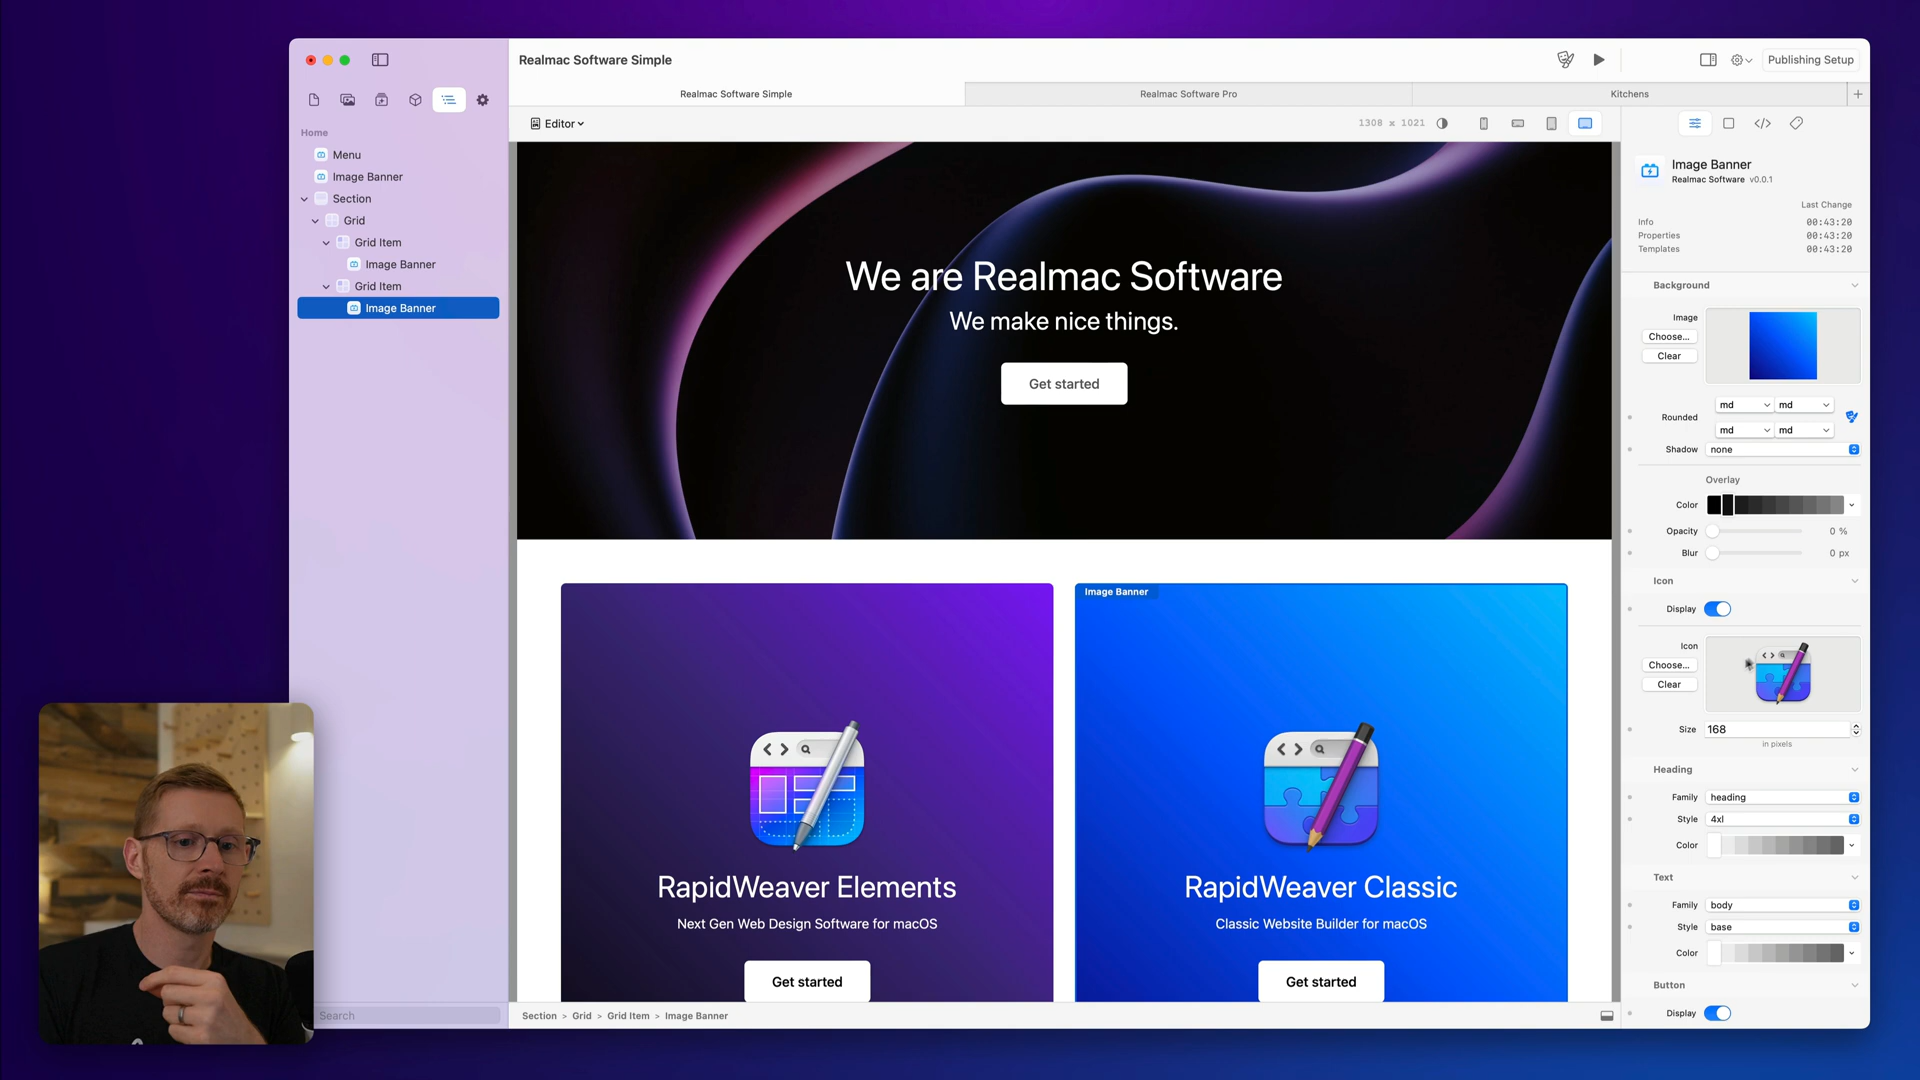 Realmac Software Simple
Publishing Setup
Realmac Software Simple
Realmac Software Pro
Kitchens
Editor
1308 x 1021
Home
Menu
Image Banner
Section
Grid
Grid Item
Image Banner
Grid Item
Image Banner
Search
We are Realmac Software
We make nice things.
Get started
RapidWeaver Elements
Next Gen Web Design Software for macOS
Get started
Image Banner
RapidWeaver Classic
Classic Website Builder for macOS
Get started
Section > Grid > Grid Item > Image Banner
Image Banner
Realmac Software v0.0.1
Last Change
Info 00:43:20
Properties 00:43:20
Templates 00:43:20
Background
Image
Choose...
Clear
Rounded md md
md md
Shadow none
Overlay
Color
Opacity 0 %
Blur 0 px
Icon
Display
Icon
Choose...
Clear
Size 168
in pixels
Heading
Family heading
Style 4xl
Color
Text
Family body
Style base
Color
Button
Display